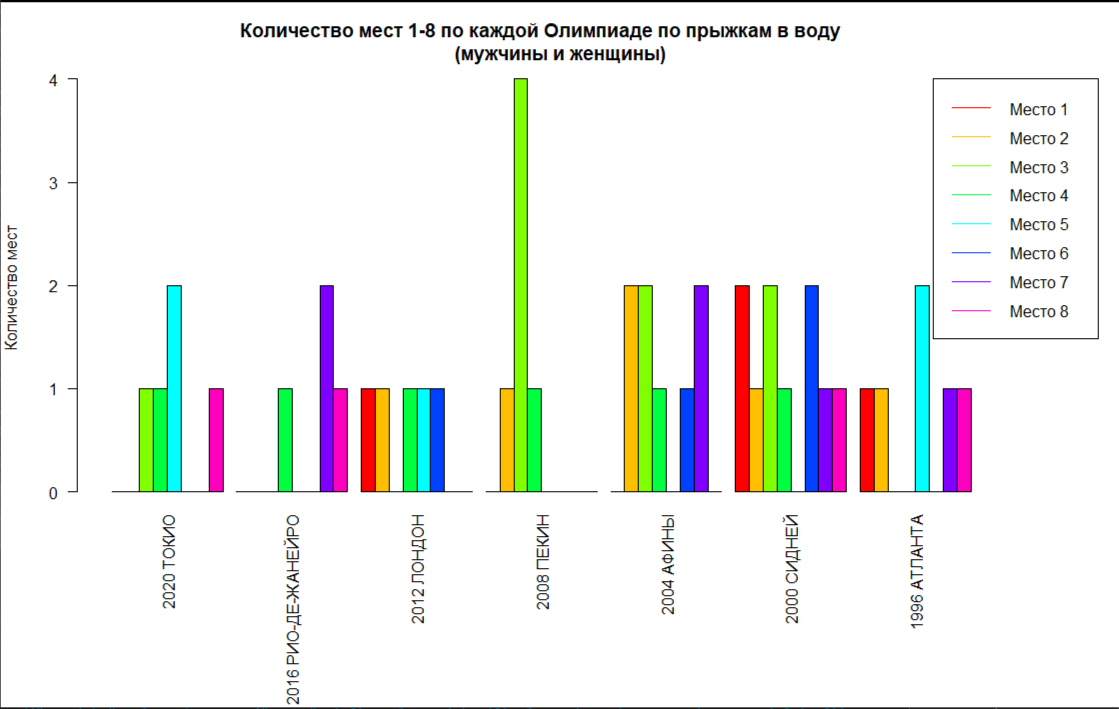 Количество мест 1-8 по каждой Олимпиаде по прыжкам в воду
(мужчины и женщины)
Количество мест
4
3
2
1
0
Место 1
Место 2
Место 3
Место 4
Место 5
Место 6
Место 7
Место 8
2020 ТОКИО
2016 РИО-ДЕ-ЖАНЕЙРО
2012 ЛОНДОН
2008 ПЕКИН
2004 АФИНЫ
2000 СИДНЕЙ
1996 АТЛАНТА